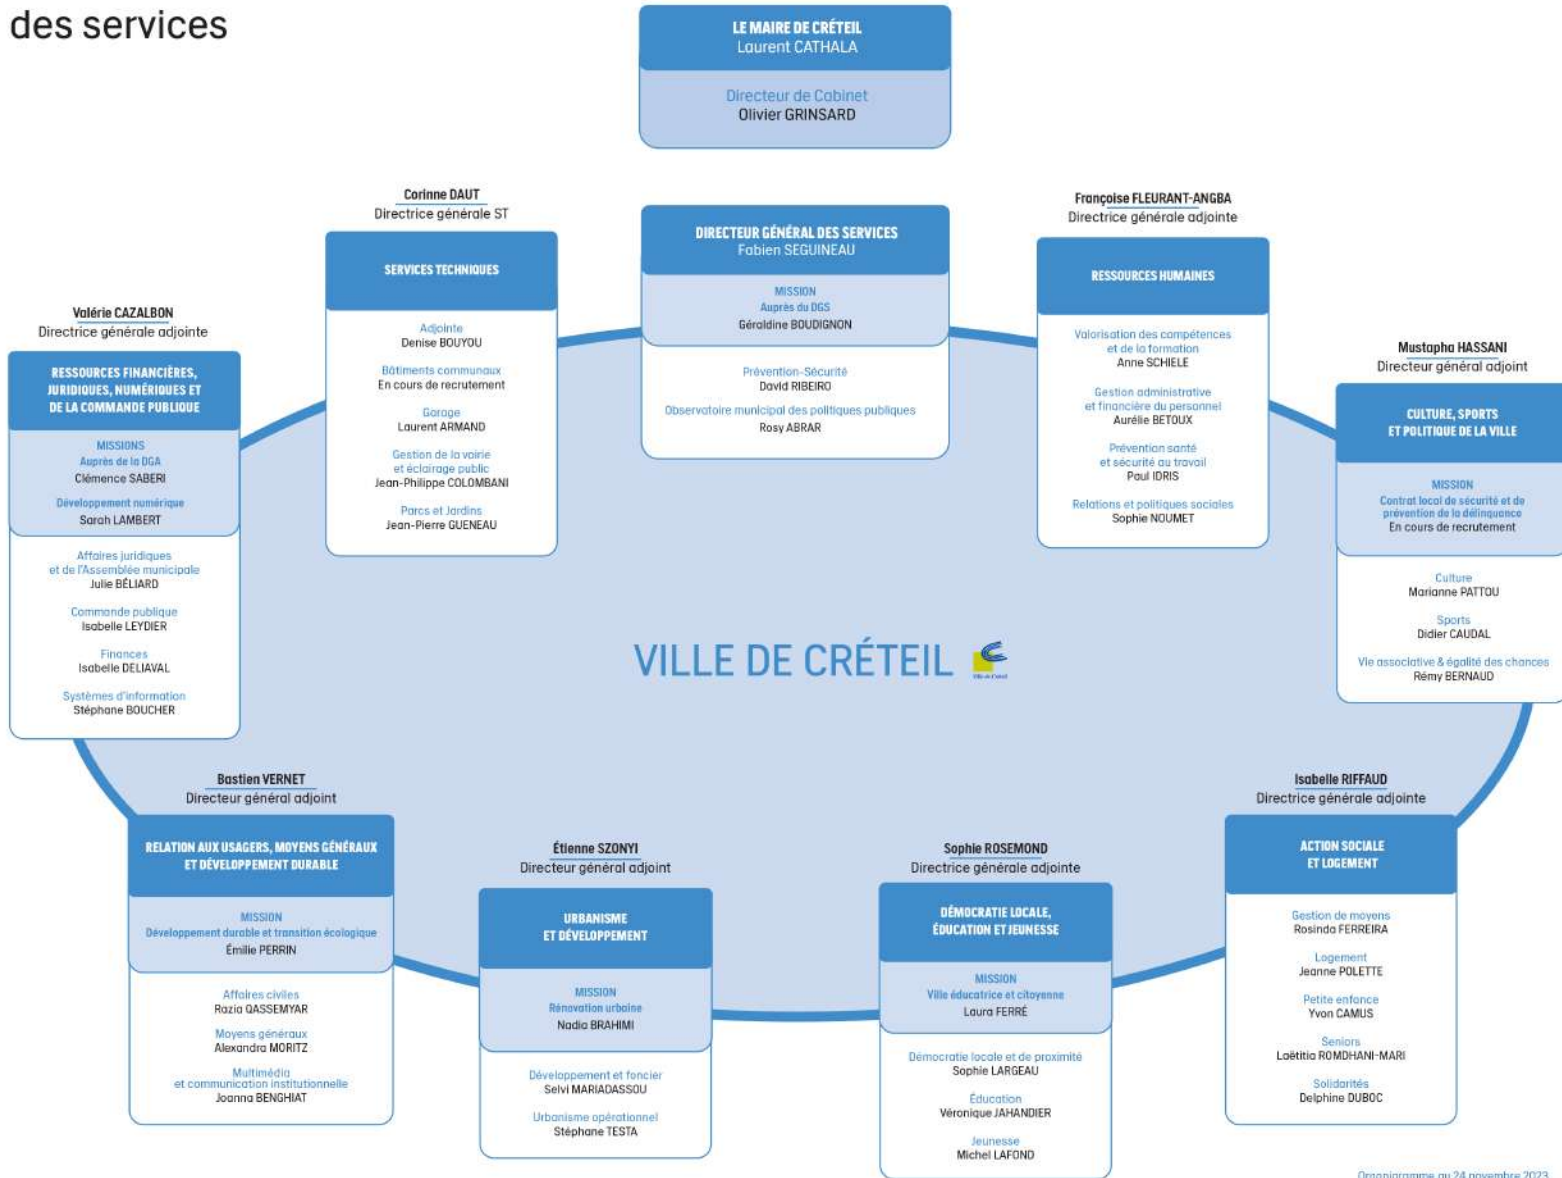 des services
LE MAIRE DE CRÉTEIL
Laurent CATHALA
Directeur de Cabinet
Olivier GRINSARD
Corinne DAUT
Directrice générale ST
SERVICES TECHNIQUES
Adjointe
Denise BOUYOU
Bâtiments communaux
En cours de recrutement
Garage
Laurent ARMAND
Gestion de la voirie
et éclairage public
Jean-Philippe COLOMBANI
Parcs et Jardins
Jean-Pierre GUENEAU
DIRECTEUR GÉNÉRAL DES SERVICES
Fabien SEGUINEAU
MISSION
Auprès du DGS
Géraldine BOUDIGNON
Prévention-Sécurité
David RIBEIRO
Observatoire municipal des politiques publiques
Rosy ABRAR
Françoise FLEURANT-ANGBA
Directrice générale adjointe
RESSOURCES HUMAINES
Valorisation des compétences
et de la formation
Anne SCHIELE
Gestion administrative
et financière du personnel
Aurélie BETOUX
Prévention santé
et sécurité au travail
Paul IDRIS
Relations et politiques sociales
Sophie NOUMET
Valérie CAZALBON
Directrice générale adjointe
RESSOURCES FINANCIÈRES,
JURIDIQUES, NUMÉRIQUES ET
DE LA COMMANDE PUBLIQUE
MISSIONS
Auprès de la DGA
Clémence SABERI
Développement numérique
Sarah LAMBERT
Affaires juridiques
et de l'Assemblée municipale
Julie BÉLIARD
Commande publique
Isabelle LEYDIER
Finances
Isabelle DELIAVAL
Systèmes d'information
Stéphane BOUCHER
Mustapha HASSANI
Directeur général adjoint
CULTURE, SPORTS
ET POLITIQUE DE LA VILLE
MISSION
Contrat local de sécurité et de
prévention de la délinquance
En cours de recrutement
Culture
Marianne PATTOU
Sports
Didier CAUDAL
Vie associative & égalité des chances
Rémy BERNAUD
VILLE DE CRÉTEIL
Bastien VERNET
Directeur général adjoint
RELATION AUX USAGERS, MOYENS GÉNÉRAUX
ET DÉVELOPPEMENT DURABLE
MISSION
Développement durable et transition écologique
Émilie PERRIN
Affaires civiles
Razia QASSEMYAR
Moyens généraux
Alexandra MORITZ
Multimédia
et communication institutionnelle
Joanna BENGHIAT
Étienne SZONYI
Directeur général adjoint
URBANISME
ET DÉVELOPPEMENT
MISSION
Rénovation urbaine
Nadia BRAHIMI
Développement et foncier
Selvi MARIADASSOU
Urbanisme opérationnel
Stéphane TESTA
Sophie ROSEMOND
Directrice générale adjointe
DÉMOCRATIE LOCALE,
ÉDUCATION ET JEUNESSE
MISSION
Ville éducatrice et citoyenne
Laura FERRÉ
Démocratie locale et de proximité
Sophie LARGEAU
Éducation
Véronique JAHANDIER
Jeunesse
Michel LAFOND
Isabelle RIFFAUD
Directrice générale adjointe
ACTION SOCIALE
ET LOGEMENT
Gestion de moyens
Rosinda FERREIRA
Logement
Jeanne POLETTE
Petite enfance
Yvon CAMUS
Seniors
Laëtitia ROMDHANI-MARI
Solidarités
Delphine DUBOC
Organigramme au 24 novembre 2023